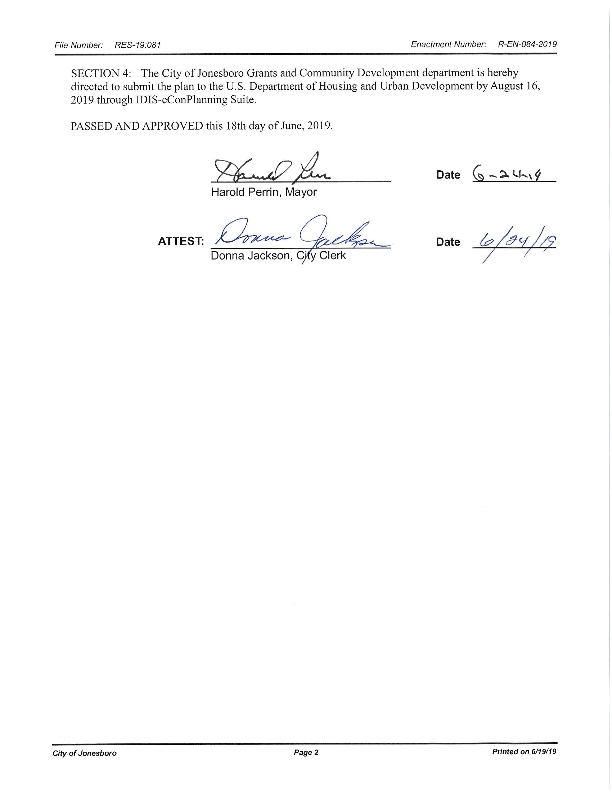 File Number: RES-19:081 Enactment Number: R-EN-084-2019
SECTION 4: The City of Jonesboro Grants and Community Development department is hereby
directed to submit the plan to the U.S. Department of Housing and Urban Development by August 16,
2019 through IDIS-eConPlanning Suite.
PASSED AND APPROVED this 18th day of June, 2019.
Harold Perrin Date 6-24-19
Harold Perrin, Mayor
ATTEST: Donna Jackson Date 6/24/19
Donna Jackson, City Clerk
City of Jonesboro Page 2 Printed on 6/19/19